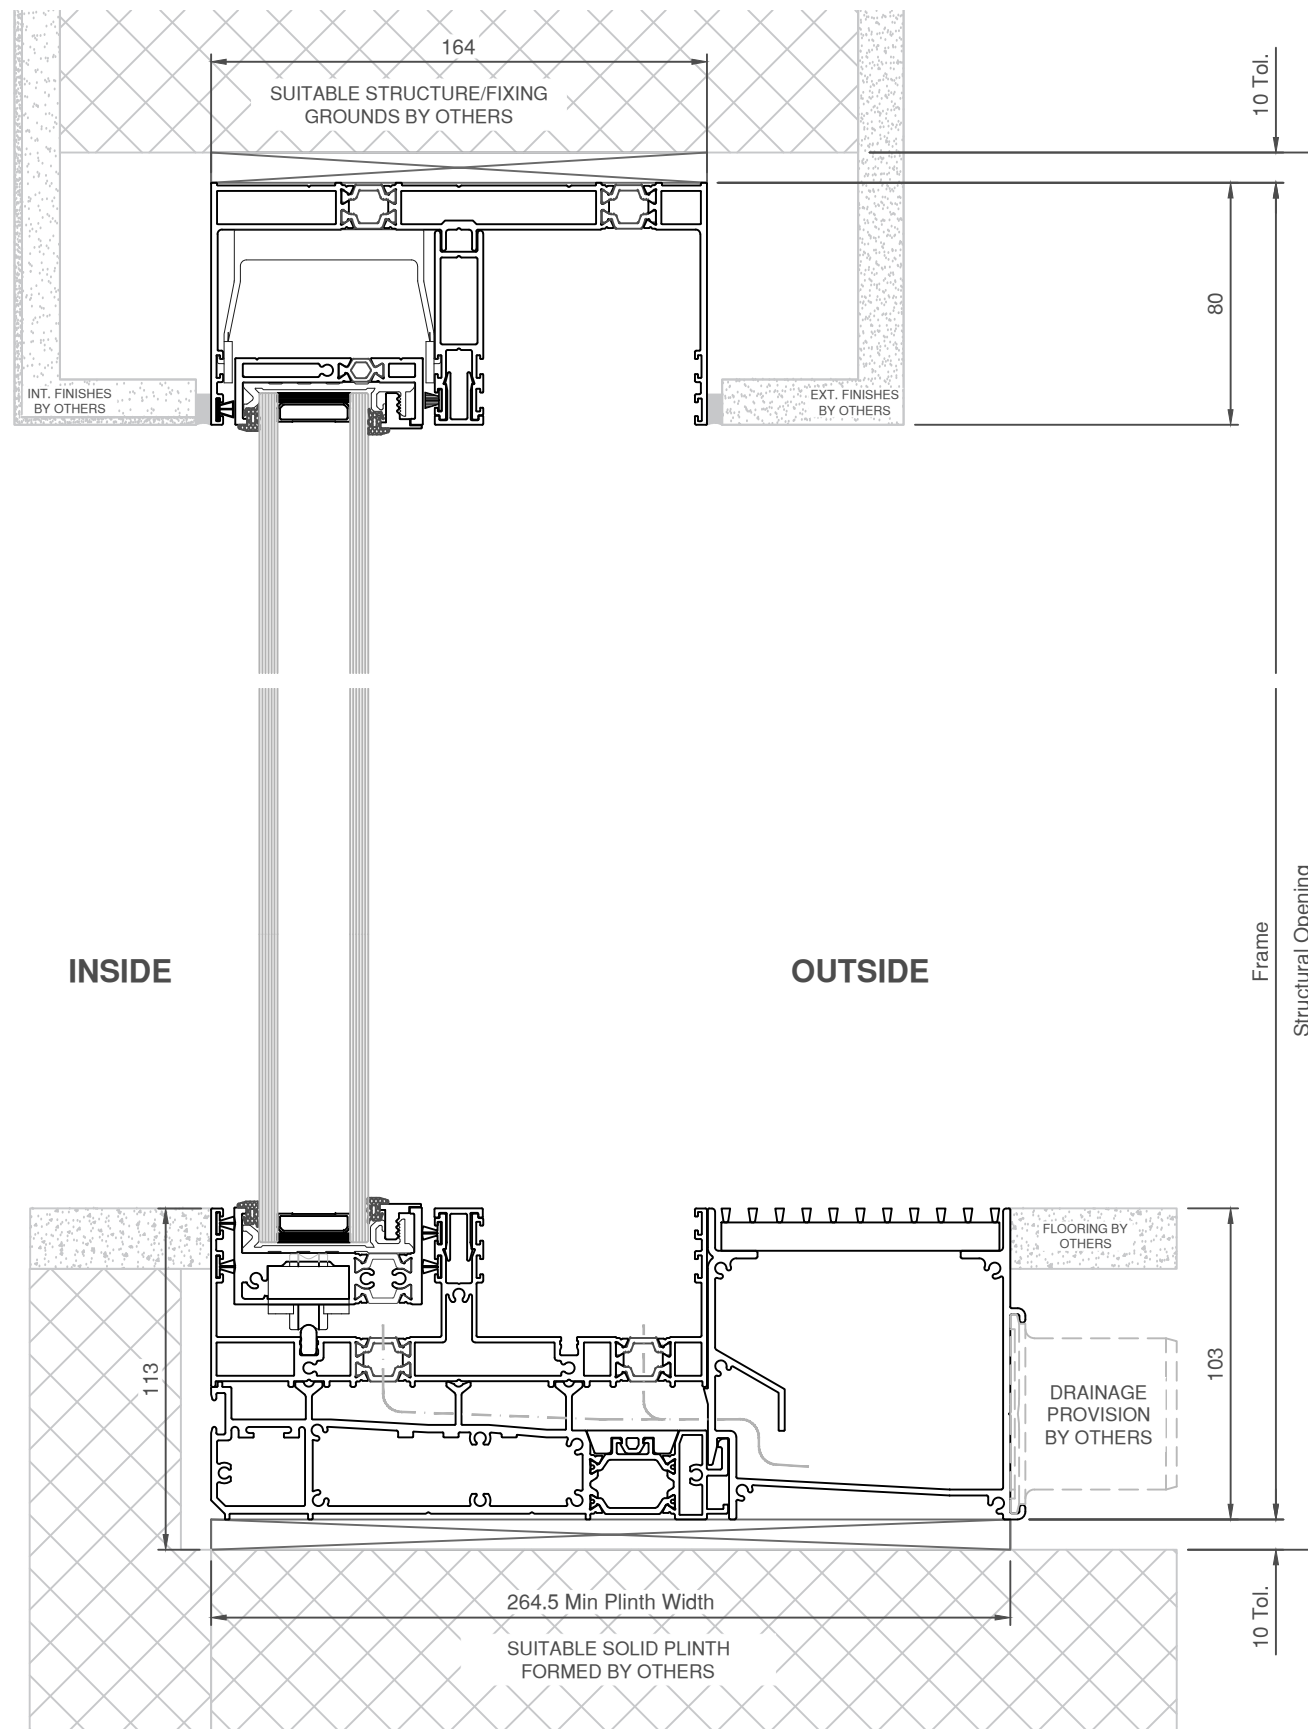 164
SUITABLE STRUCTURE/FIXING
GROUNDS BY OTHERS
10 Tol.
80
INT. FINISHES
BY OTHERS
EXT. FINISHES
BY OTHERS
INSIDE
OUTSIDE
Frame
Structural Opening
FLOORING BY
OTHERS
113
103
DRAINAGE
PROVISION
BY OTHERS
264.5 Min Plinth Width
SUITABLE SOLID PLINTH
FORMED BY OTHERS
10 Tol.